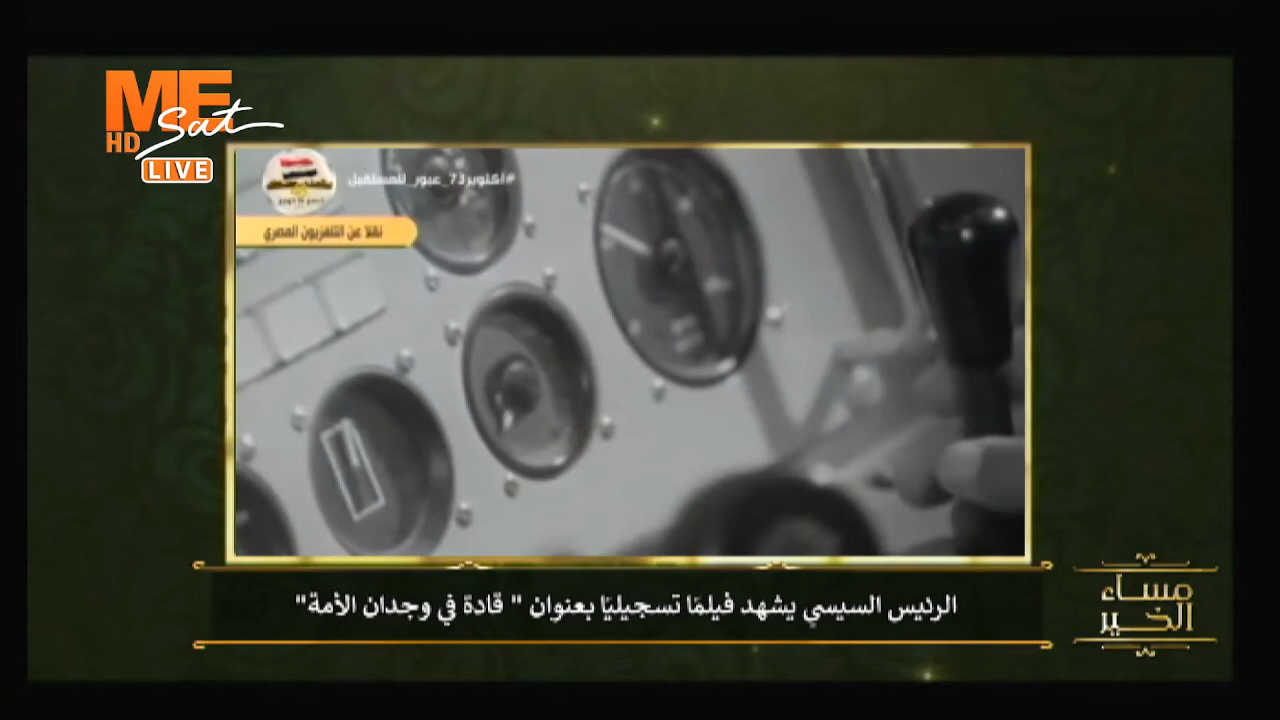 ME
Sat
HD
LIVE
#اكتوبر73_عبور_للمستقبل
نقلا عن التلفزيون المصري
الرئيس السيسي يشهد فيلمًا تسجيليًا بعنوان " قادة في وجدان الأمة"
مساء
الخير